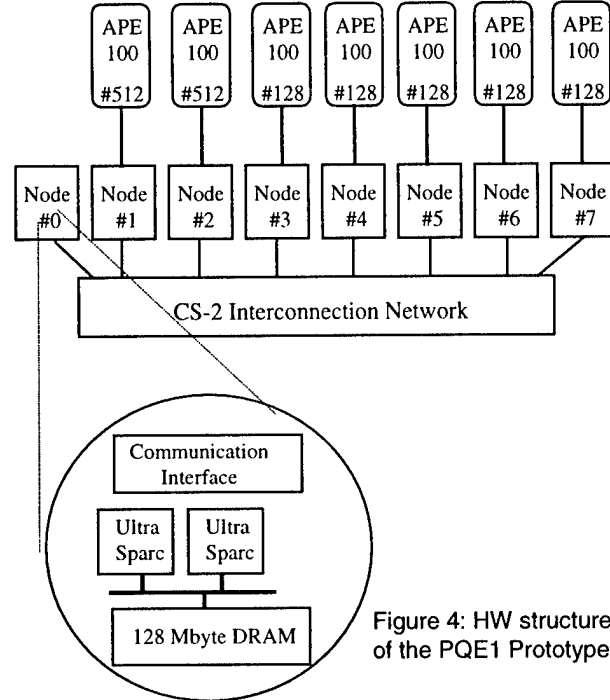 APE 100 #512
APE 100 #512
APE 100 #128
APE 100 #128
APE 100 #128
APE 100 #128
APE 100 #128
Node #0
Node #1
Node #2
Node #3
Node #4
Node #5
Node #6
Node #7
CS-2 Interconnection Network
Communication
Interface
Ultra Sparc
Ultra Sparc
128 Mbyte DRAM
Figure 4: HW structure
of the PQE1 Prototype